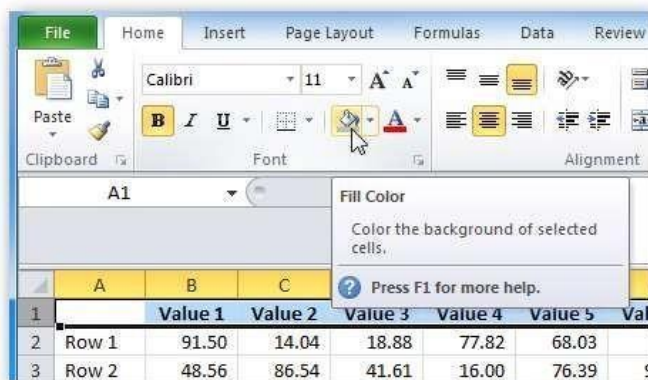 File Home Insert Page Layout Formulas Data Review
Calibri 11 A A
Paste B I U A
Clipboard Font Alignment
A1 Fill Color
Color the background of selected
cells.
Press F1 for more help.
A B C
1 Value 1 Value 2 Value 3 Value 4 Value 5 Val
2 Row 1 91.50 14.04 18.88 77.82 68.03
3 Row 2 48.56 86.54 41.61 16.00 76.39 9